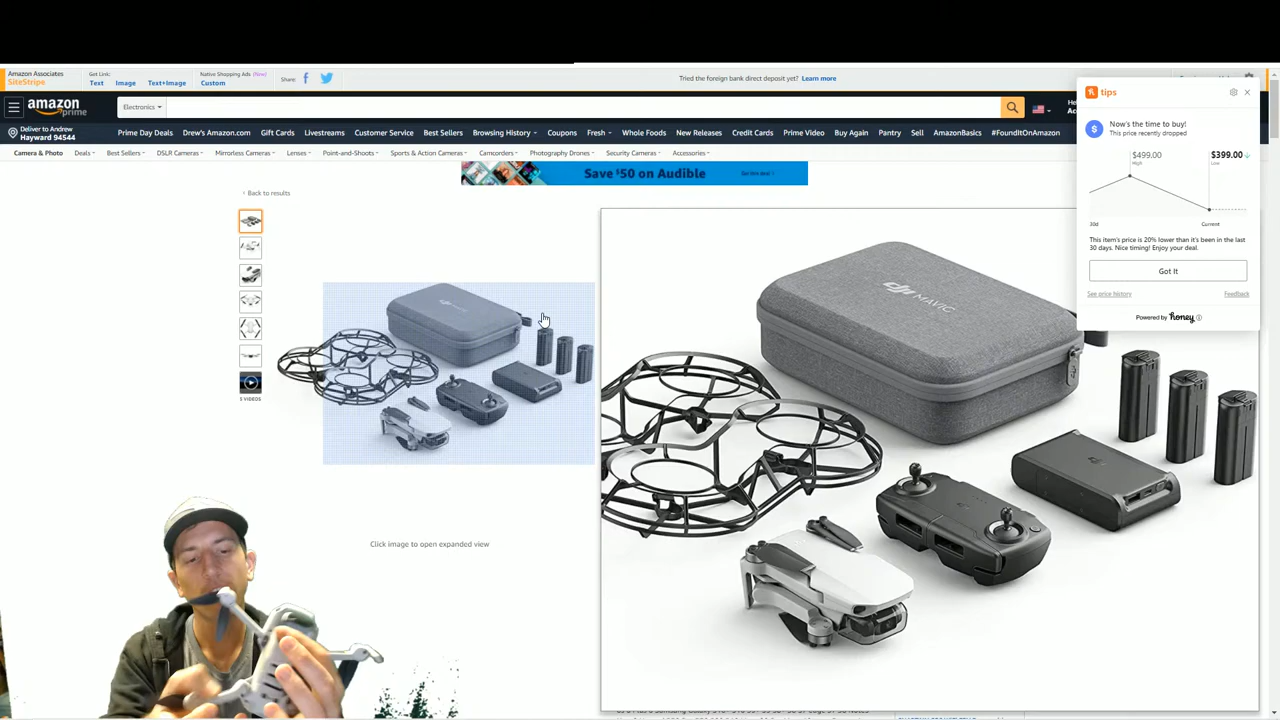 Amazon Associates
SiteStripe
Get Link:
Text Image Text+Image
Native Shopping Ads (New)
Custom
Share:
Tried the foreign bank direct deposit yet? Learn more
amazon
prime
Electronics
Deliver to Andrew
Hayward 94544
Prime Day Deals Drew's Amazon.com Gift Cards Livestreams Customer Service Best Sellers Browsing History Coupons Fresh Whole Foods New Releases Credit Cards Prime Video Buy Again Pantry Sell AmazonBasics #FoundItOnAmazon
Camera & Photo Deals Best Sellers DSLR Cameras Mirrorless Cameras Lenses Point-and-Shoots Sports & Action Cameras Camcorders Photography Drones Security Cameras Accessories
Save $50 on Audible
Get this deal
‹ Back to results
5 VIDEOS
Click image to open expanded view
dji MAVIC
tips
Now's the time to buy!
This price recently dropped
$499.00
High
$399.00
Low
30d
Current
This item's price is 20% lower than it's been in the last
30 days. Nice timing! Enjoy your deal.
Got It
See price history
Feedback
Powered by honey